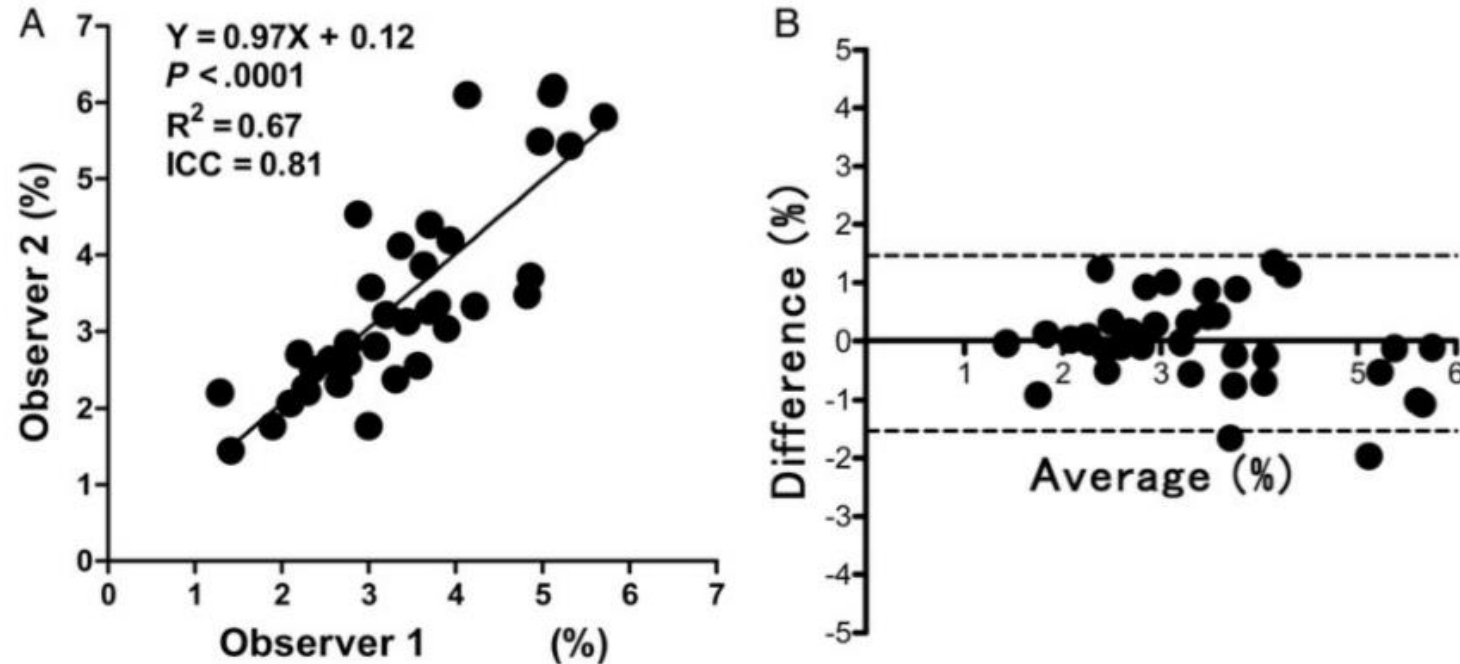 A
Y = 0.97X + 0.12
P < .0001
R² = 0.67
ICC = 0.81
7
6
5
4
3
2
1
0
Observer 2 (%)
0 1 2 3 4 5 6 7
Observer 1 (%)
B
5
4
3
2
1
0
-1
-2
-3
-4
-5
Difference (%)
1 2 3 5 6
Average (%)